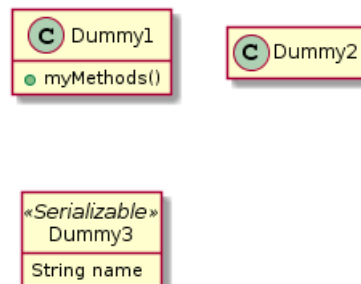 C Dummy1
myMethods()
C Dummy2
«Serializable»
Dummy3
String name